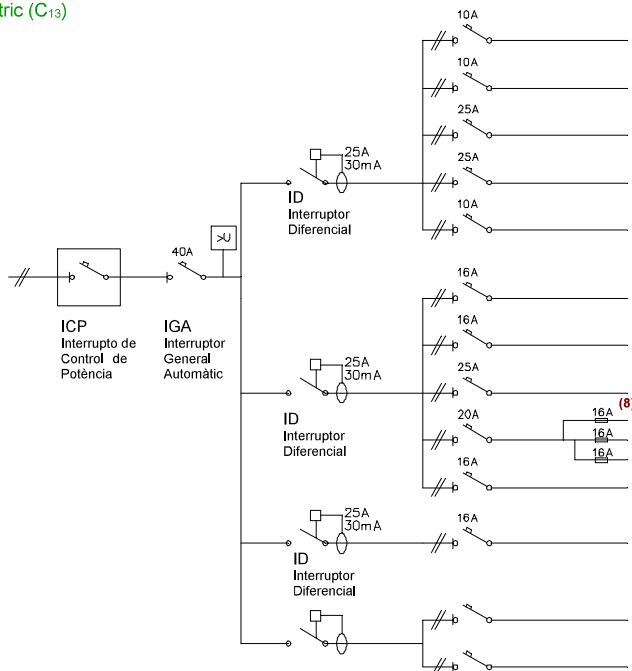 tric (C13)
10A
10A
25A
25A
10A
25A
30mA
ID
Interruptor
Diferencial
40A
ICP
Interrupto de
Control de
Potència
IGA
Interruptor
General
Automàtic
16A
16A
25A
20A
16A
25A
30mA
ID
Interruptor
Diferencial
(8)
16A
16A
16A
25A
30mA
16A
ID
Interruptor
Diferencial